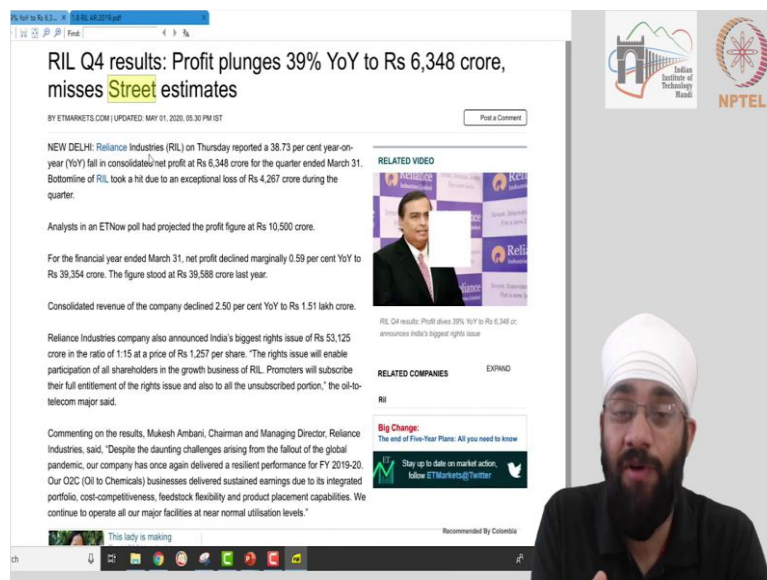 7% YoY to Rs 6,3... X 1.8 RIL AR 2019.pdf X
Find:
RIL Q4 results: Profit plunges 39% YoY to Rs 6,348 crore,
misses Street estimates
BY ETMARKETS.COM | UPDATED: MAY 01, 2020, 05.30 PM IST
Post a Comment
NEW DELHI: Reliance Industries (RIL) on Thursday reported a 38.73 per cent year-on-
year (YoY) fall in consolidated net profit at Rs 6,348 crore for the quarter ended March 31.
Bottomline of RIL took a hit due to an exceptional loss of Rs 4,267 crore during the
quarter.
Analysts in an ETNow poll had projected the profit figure at Rs 10,500 crore.
For the financial year ended March 31, net profit declined marginally 0.59 per cent YoY to
Rs 39,354 crore. The figure stood at Rs 39,588 crore last year.
Consolidated revenue of the company declined 2.50 per cent YoY to Rs 1.51 lakh crore.
Reliance Industries company also announced India's biggest rights issue of Rs 53,125
crore in the ratio of 1:15 at a price of Rs 1,257 per share. "The rights issue will enable
participation of all shareholders in the growth business of RIL. Promoters will subscribe
their full entitlement of the rights issue and also to all the unsubscribed portion," the oil-to-
telecom major said.
Commenting on the results, Mukesh Ambani, Chairman and Managing Director, Reliance
Industries, said, "Despite the daunting challenges arising from the fallout of the global
pandemic, our company has once again delivered a resilient performance for FY 2019-20.
Our O2C (Oil to Chemicals) businesses delivered sustained earnings due to its integrated
portfolio, cost-competitiveness, feedstock flexibility and product placement capabilities. We
continue to operate all our major facilities at near normal utilisation levels."
This lady is making
RELATED VIDEO
RIL Q4 results: Profit dives 39% YoY to Rs 6,348 cr,
announces India's biggest rights issue
RELATED COMPANIES
EXPAND
Ril
Big Change:
The end of Five-Year Plans: All you need to know
ET
Stay up to date on market action,
follow ETMarkets@Twitter
Recommended By Colombia
Indian
Institute of
Technology
Mandi
NPTEL